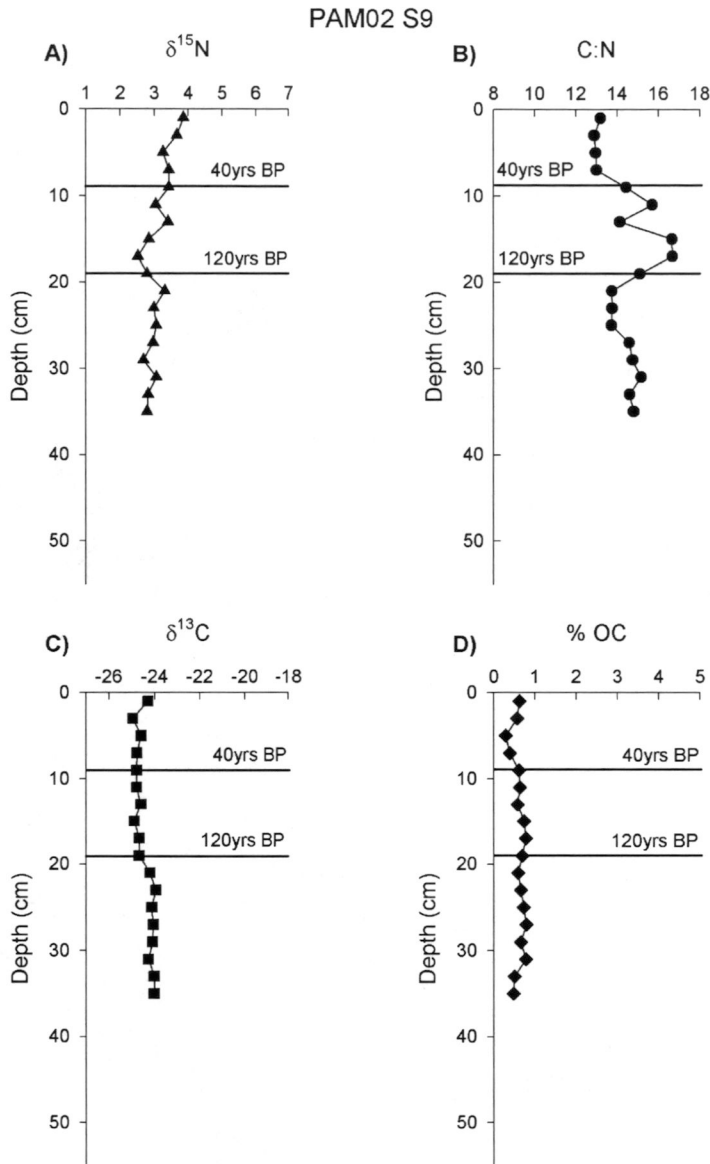 PAM02 S9
A)
δ¹⁵N
1 2 3 4 5 6 7
0
10
20
30
40
50
Depth (cm)
40yrs BP
120yrs BP
B)
C:N
8 10 12 14 16 18
0
10
20
30
40
50
Depth (cm)
40yrs BP
120yrs BP
C)
δ¹³C
-26 -24 -22 -20 -18
0
10
20
30
40
50
Depth (cm)
40yrs BP
120yrs BP
D)
% OC
0 1 2 3 4 5
0
10
20
30
40
50
Depth (cm)
40yrs BP
120yrs BP